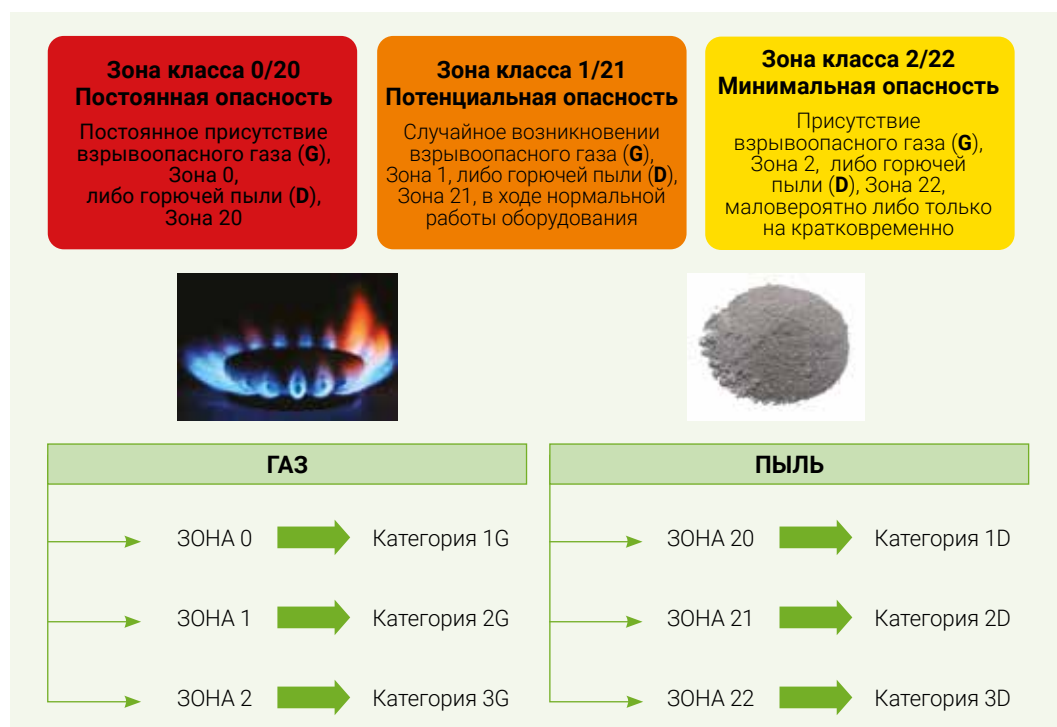 Зона класса 0/20
Постоянная опасность
Постоянное присутствие
взрывоопасного газа (G),
Зона 0,
либо горючей пыли (D),
Зона 20
Зона класса 1/21
Потенциальная опасность
Случайное возникновении
взрывоопасного газа (G),
Зона 1, либо горючей пыли (D),
Зона 21, в ходе нормальной
работы оборудования
Зона класса 2/22
Минимальная опасность
Присутствие
взрывоопасного газа (G),
Зона 2, либо горючей
пыли (D), Зона 22,
маловероятно либо только
на кратковременно
ГАЗ
ЗОНА 0 Категория 1G
ЗОНА 1 Категория 2G
ЗОНА 2 Категория 3G
ПЫЛЬ
ЗОНА 20 Категория 1D
ЗОНА 21 Категория 2D
ЗОНА 22 Категория 3D